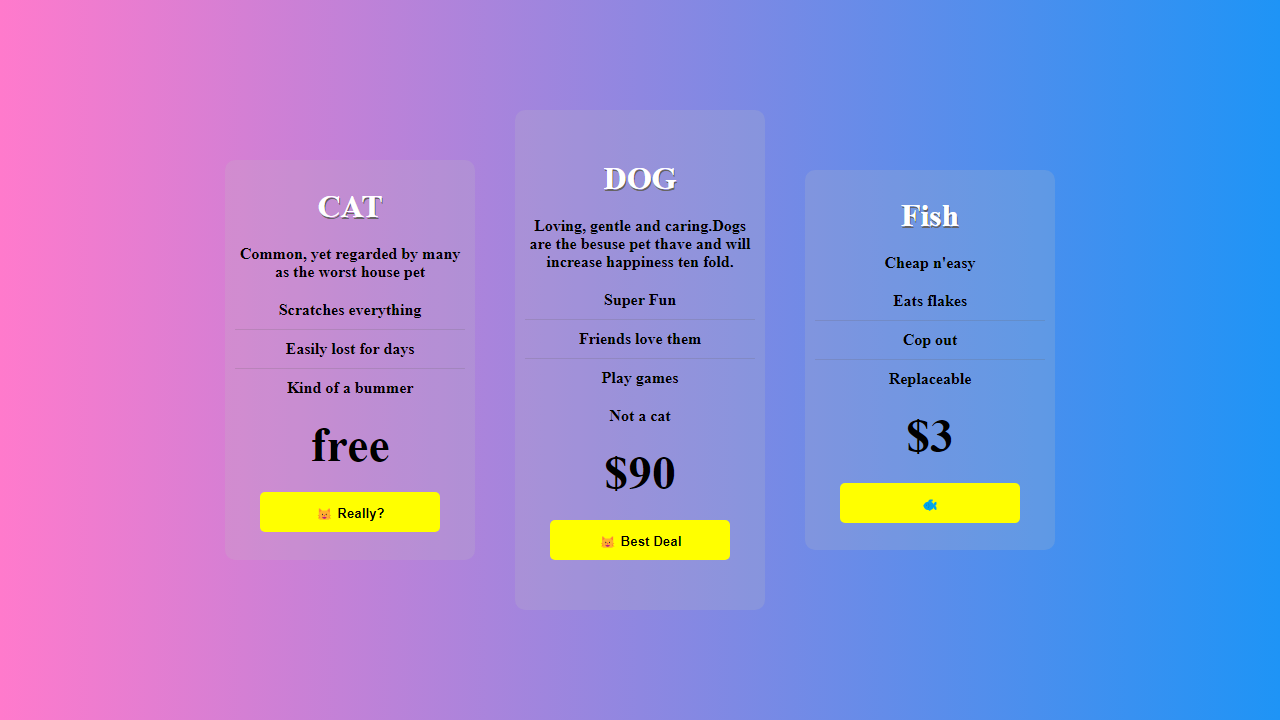 CAT
Common, yet regarded by many
as the worst house pet
Scratches everything
Easily lost for days
Kind of a bummer
free
🐱 Really?
DOG
Loving, gentle and caring.Dogs
are the besuse pet thave and will
increase happiness ten fold.
Super Fun
Friends love them
Play games
Not a cat
$90
🐱 Best Deal
Fish
Cheap n'easy
Eats flakes
Cop out
Replaceable
$3
🐟